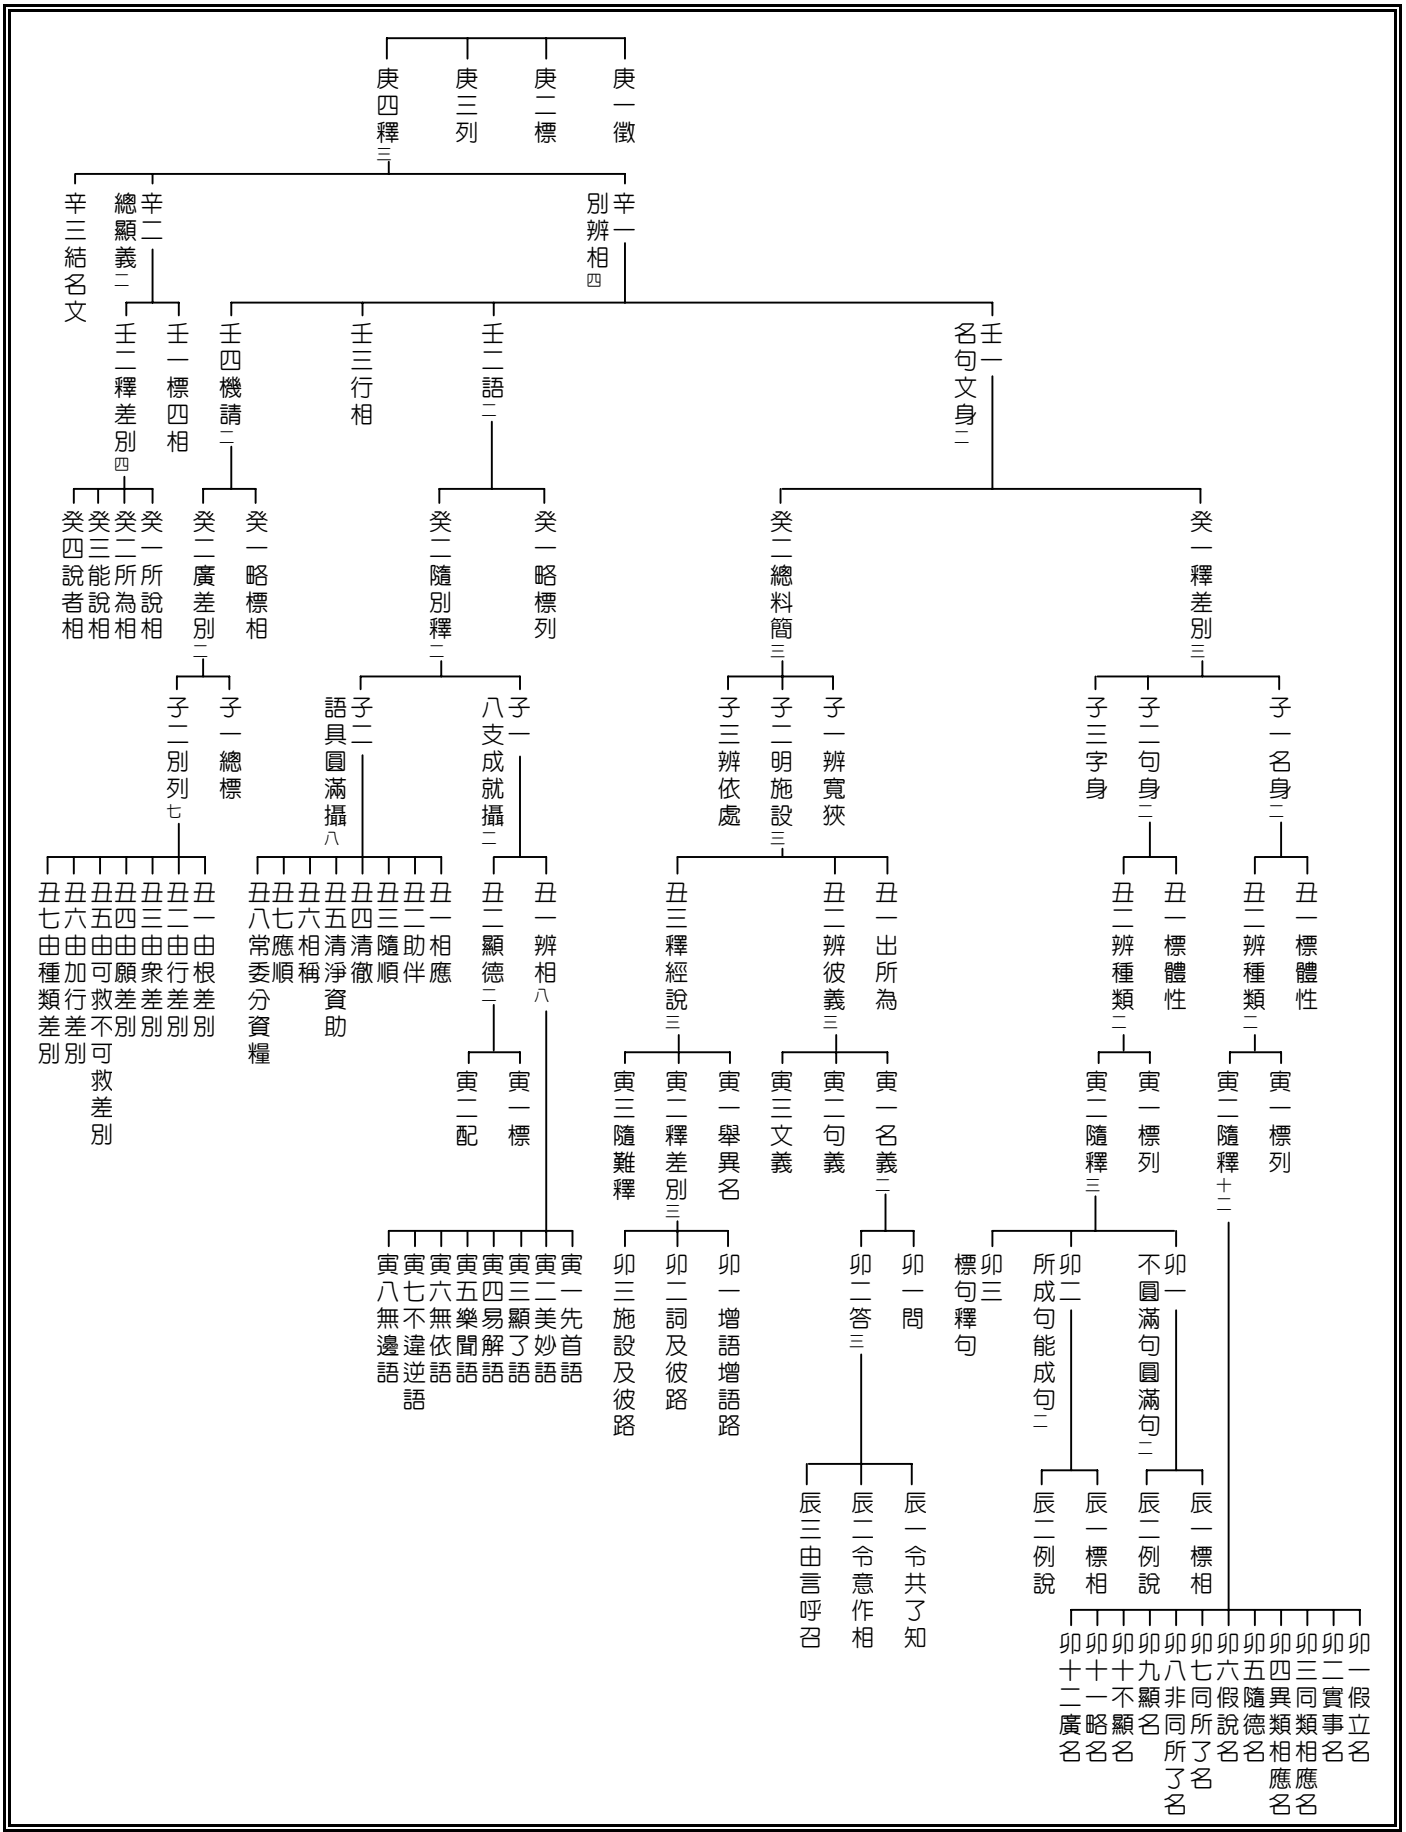 庚一徵
庚二標
庚三列
庚四釋三
辛一
別辨相四
辛二
總顯義二
辛三結名文
壬一
名句文身二
壬二語二
壬三行相
壬四機請二
壬一標四相
壬二釋差別四
癸一釋差別三
癸二總料簡三
癸一略標列
癸二隨別釋二
癸一略標相
癸二廣差別二
癸一所說相
癸二所為相
癸三能說相
癸四說者相
子一名身二
子二句身二
子三字身
子一辨寬狹
子二明施設三
子三辨依處
子一
八支成就攝二
子二
語具圓滿攝八
子一總標
子二別列七
丑一標體性
丑二辨種類二
丑一標體性
丑二辨種類二
丑一出所為
丑二辨彼義三
丑三釋經說三
丑一辨相八
丑二顯德二
丑一相應
丑二助伴
丑三隨順
丑四清徹
丑五清淨資助
丑六相稱
丑七應順
丑八常委分資糧
丑一由根差別
丑二由行差別
丑三由衆差別
丑四由願差別
丑五由可救不可救差別
丑六由加行差別
丑七由種類差別
寅一標列
寅二隨釋十二
寅一標列
寅二隨釋三
寅一名義二
寅二句義
寅三文義
寅一舉異名
寅二釋差別三
寅三隨難釋
寅一標
寅二配
卯一
不圓滿句圓滿句二
卯二
所成句能成句二
卯三
標句釋句
卯一問
卯二答三
卯一增語增語路
卯二詞及彼路
卯三施設及彼路
寅一先首語
寅二美妙語
寅三顯了語
寅四易解語
寅五樂聞語
寅六無依語
寅七不違逆語
寅八無邊語
辰一標相
辰二例說
辰一標相
辰二例說
辰一令共了知
辰二令意作相
辰三由言呼召
卯一假立名
卯二實事名
卯三同類相應名
卯四異類相應名
卯五隨德名
卯六假說名
卯七同所了名
卯八非同所了名
卯九顯名
卯十不顯名
卯十一略名
卯十二廣名